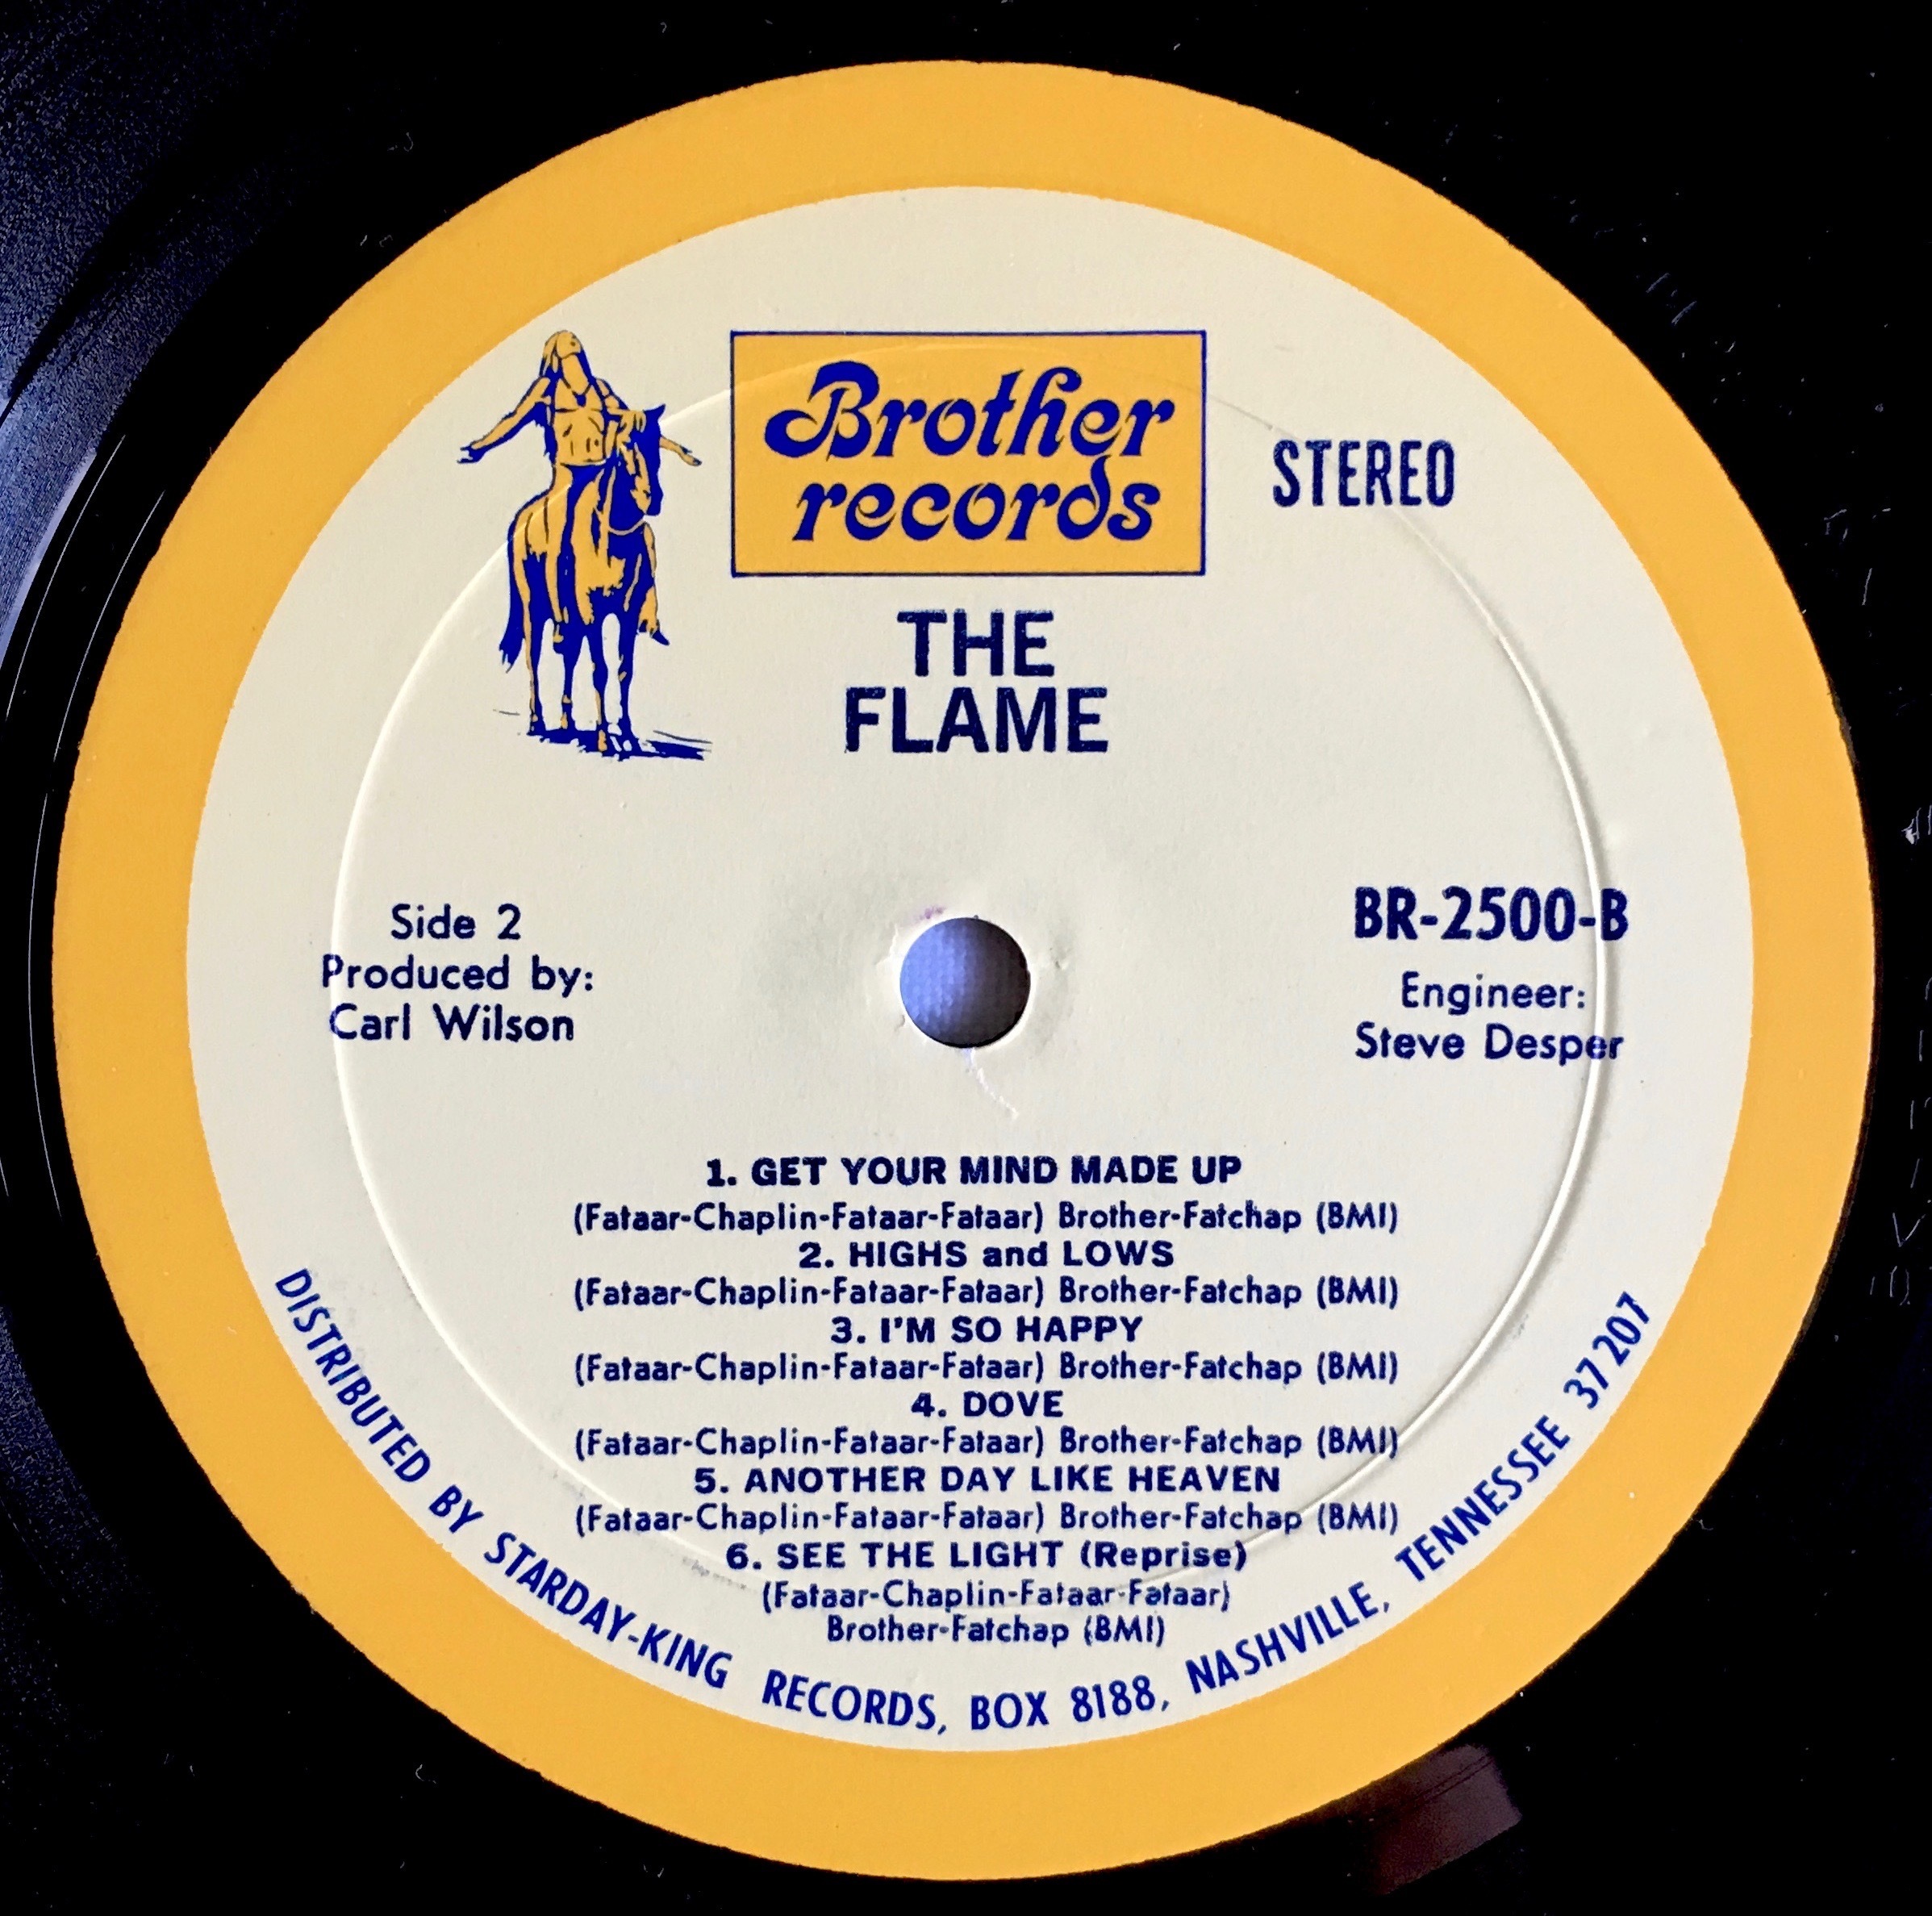 Brother
records
STEREO
THE
FLAME
Side 2
Produced by:
Carl Wilson
BR-2500-B
Engineer:
Steve Desper
1. GET YOUR MIND MADE UP
(Fataar-Chaplin-Fataar-Fataar) Brother-Fatchap (BMI)
2. HIGHS and LOWS
(Fataar-Chaplin-Fataar-Fataar) Brother-Fatchap (BMI)
3. I'M SO HAPPY
(Fataar-Chaplin-Fataar-Fataar) Brother-Fatchap (BMI)
4. DOVE
(Fataar-Chaplin-Fataar-Fataar) Brother-Fatchap (BMI)
5. ANOTHER DAY LIKE HEAVEN
(Fataar-Chaplin-Fataar-Fataar) Brother-Fatchap (BMI)
6. SEE THE LIGHT (Reprise)
(Fataar-Chaplin-Fataar-Fataar)
Brother-Fatchap (BMI)
DISTRIBUTED BY STARDAY-KING RECORDS, BOX 8188, NASHVILLE, TENNESSEE 37207